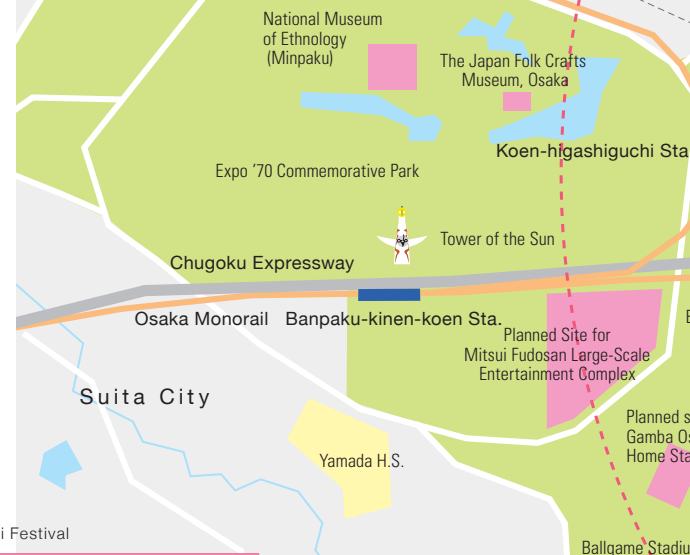 National Museum
of Ethnology
(Minpaku)
The Japan Folk Crafts
Museum, Osaka
Koen-higashiguchi Sta
Expo '70 Commemorative Park
Tower of the Sun
Chugoku Expressway
Osaka Monorail
Banpaku-kinen-koen Sta.
Planned Site for
Mitsui Fudosan Large-Scale
Entertainment Complex
Suita City
Planned s
Gamba Os
Home Sta
Yamada H.S.
i Festival
Ballgame Stadiu